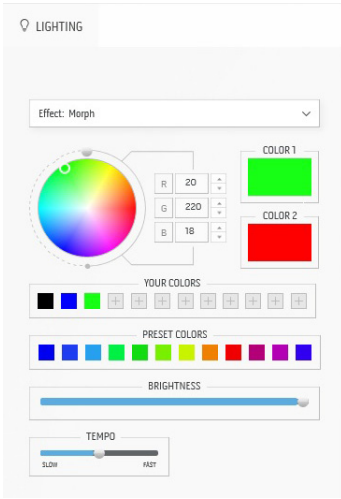 LIGHTING
Effect: Morph
COLOR 1
R 20
G 220
B 18
COLOR 2
YOUR COLORS
PRESET COLORS
BRIGHTNESS
TEMPO
SLOW FAST